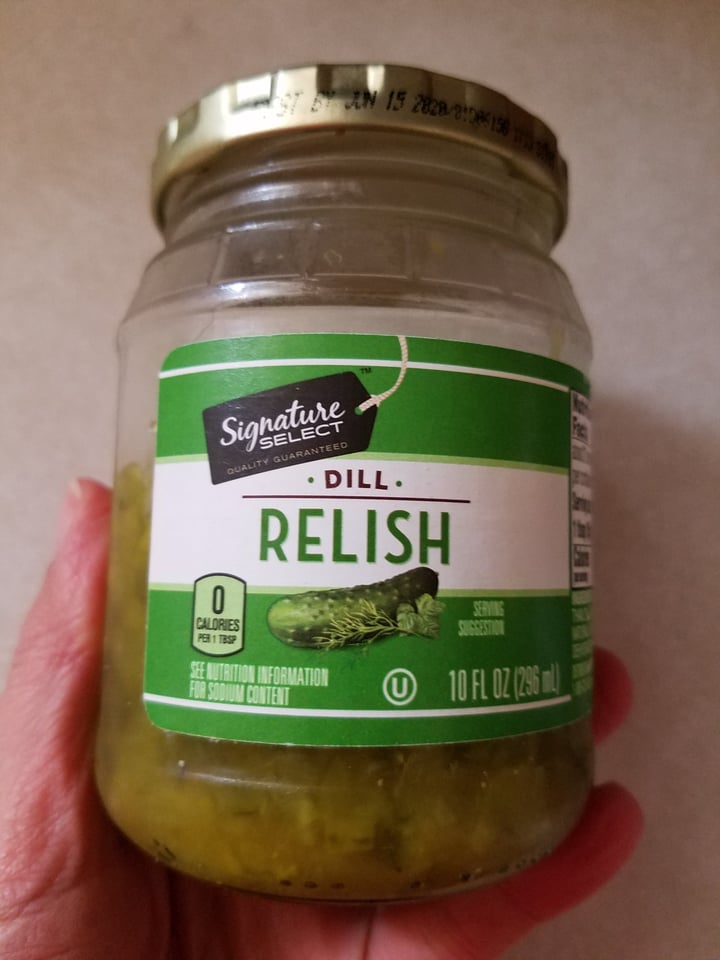 BY JUN 15 2020
Signature
SELECT
TM
QUALITY GUARANTEED
· DILL ·
RELISH
0
CALORIES
PER 1 TBSP
SERVING
SUGGESTION
SEE NUTRITION INFORMATION
FOR SODIUM CONTENT
U
10 FL OZ (296 mL)